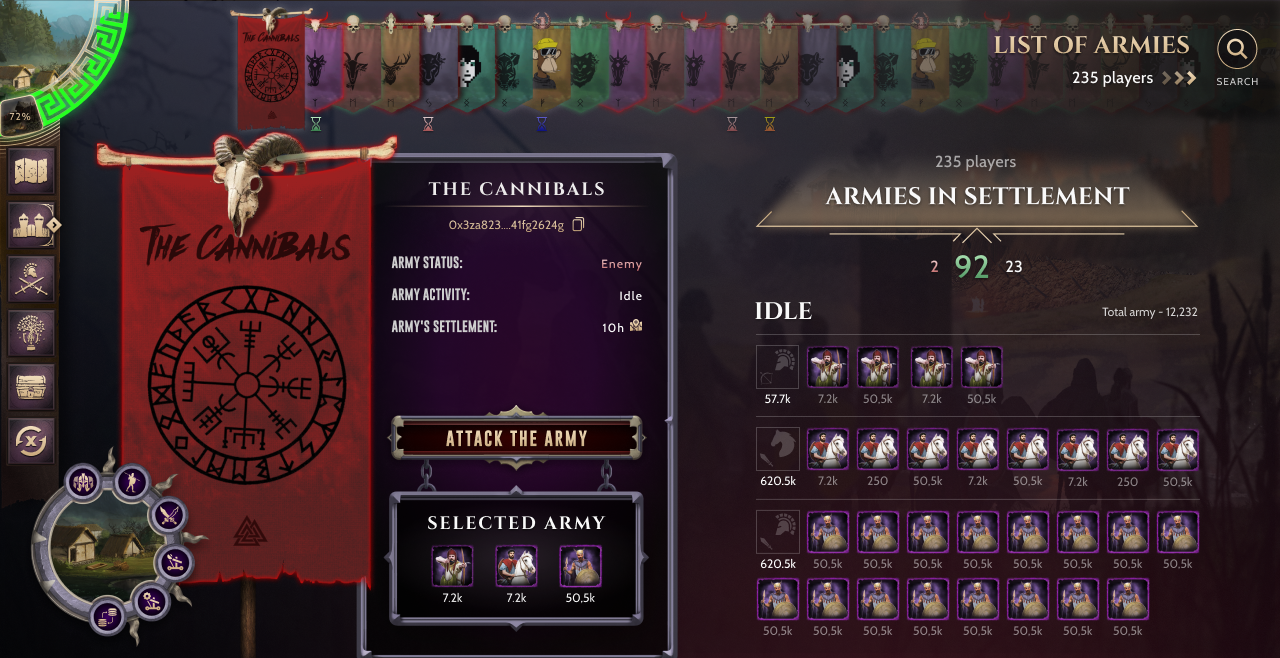 The Cannibals
LIST OF ARMIES
235 players
SEARCH
72%
The Cannibals
THE CANNIBALS
0x3za823....41fg2624g
ARMY STATUS: Enemy
ARMY ACTIVITY: Idle
ARMY'S SETTLEMENT: 10h
ATTACK THE ARMY
SELECTED ARMY
7.2k 7.2k 50,5k
235 players
ARMIES IN SETTLEMENT
2 92 23
IDLE Total army - 12,232
57.7k 7.2k 50,5k 7.2k 50,5k
620.5k 7.2k 250 50,5k 7.2k 50,5k 7.2k 250 50,5k
620.5k 50,5k 50,5k 50,5k 50,5k 50,5k 50,5k 50,5k 50,5k
50,5k 50,5k 50,5k 50,5k 50,5k 50,5k 50,5k 50,5k